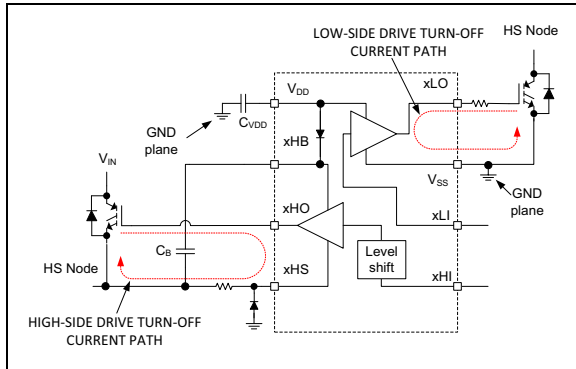 LOW-SIDE DRIVE TURN-OFF
CURRENT PATH
HS Node
xLO
VDD
CVDD
GND
plane
xHB
VIN
VSS
GND
plane
xHO
xLI
CB
Level
shift
HS Node
xHS
xHI
HIGH-SIDE DRIVE TURN-OFF
CURRENT PATH